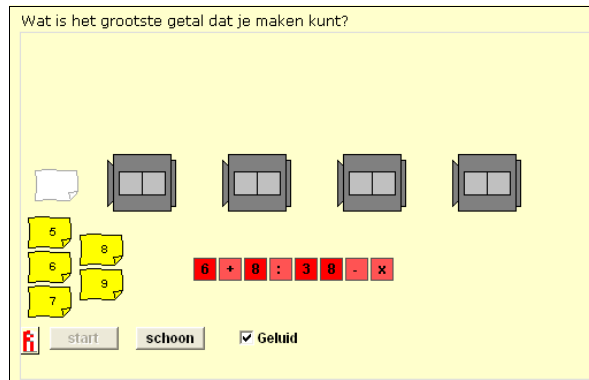 Wat is het grootste getal dat je maken kunt?
5
8
6
9
7
6 + 8 : 3 8 - x
fi start schoon Geluid